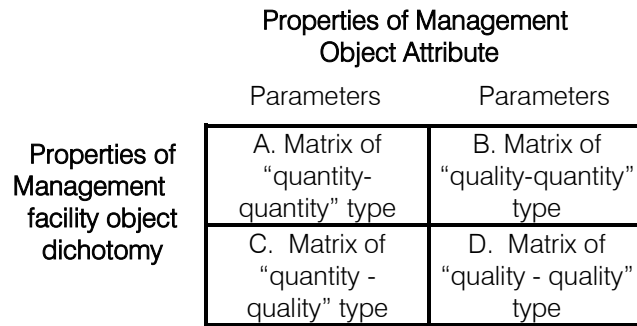 Properties of Management
Object Attribute
Parameters Parameters
Properties of
Management
facility object
dichotomy
A. Matrix of
“quantity-
quantity” type
B. Matrix of
“quality-quantity”
type
C. Matrix of
“quantity -
quality” type
D. Matrix of
“quality - quality”
type